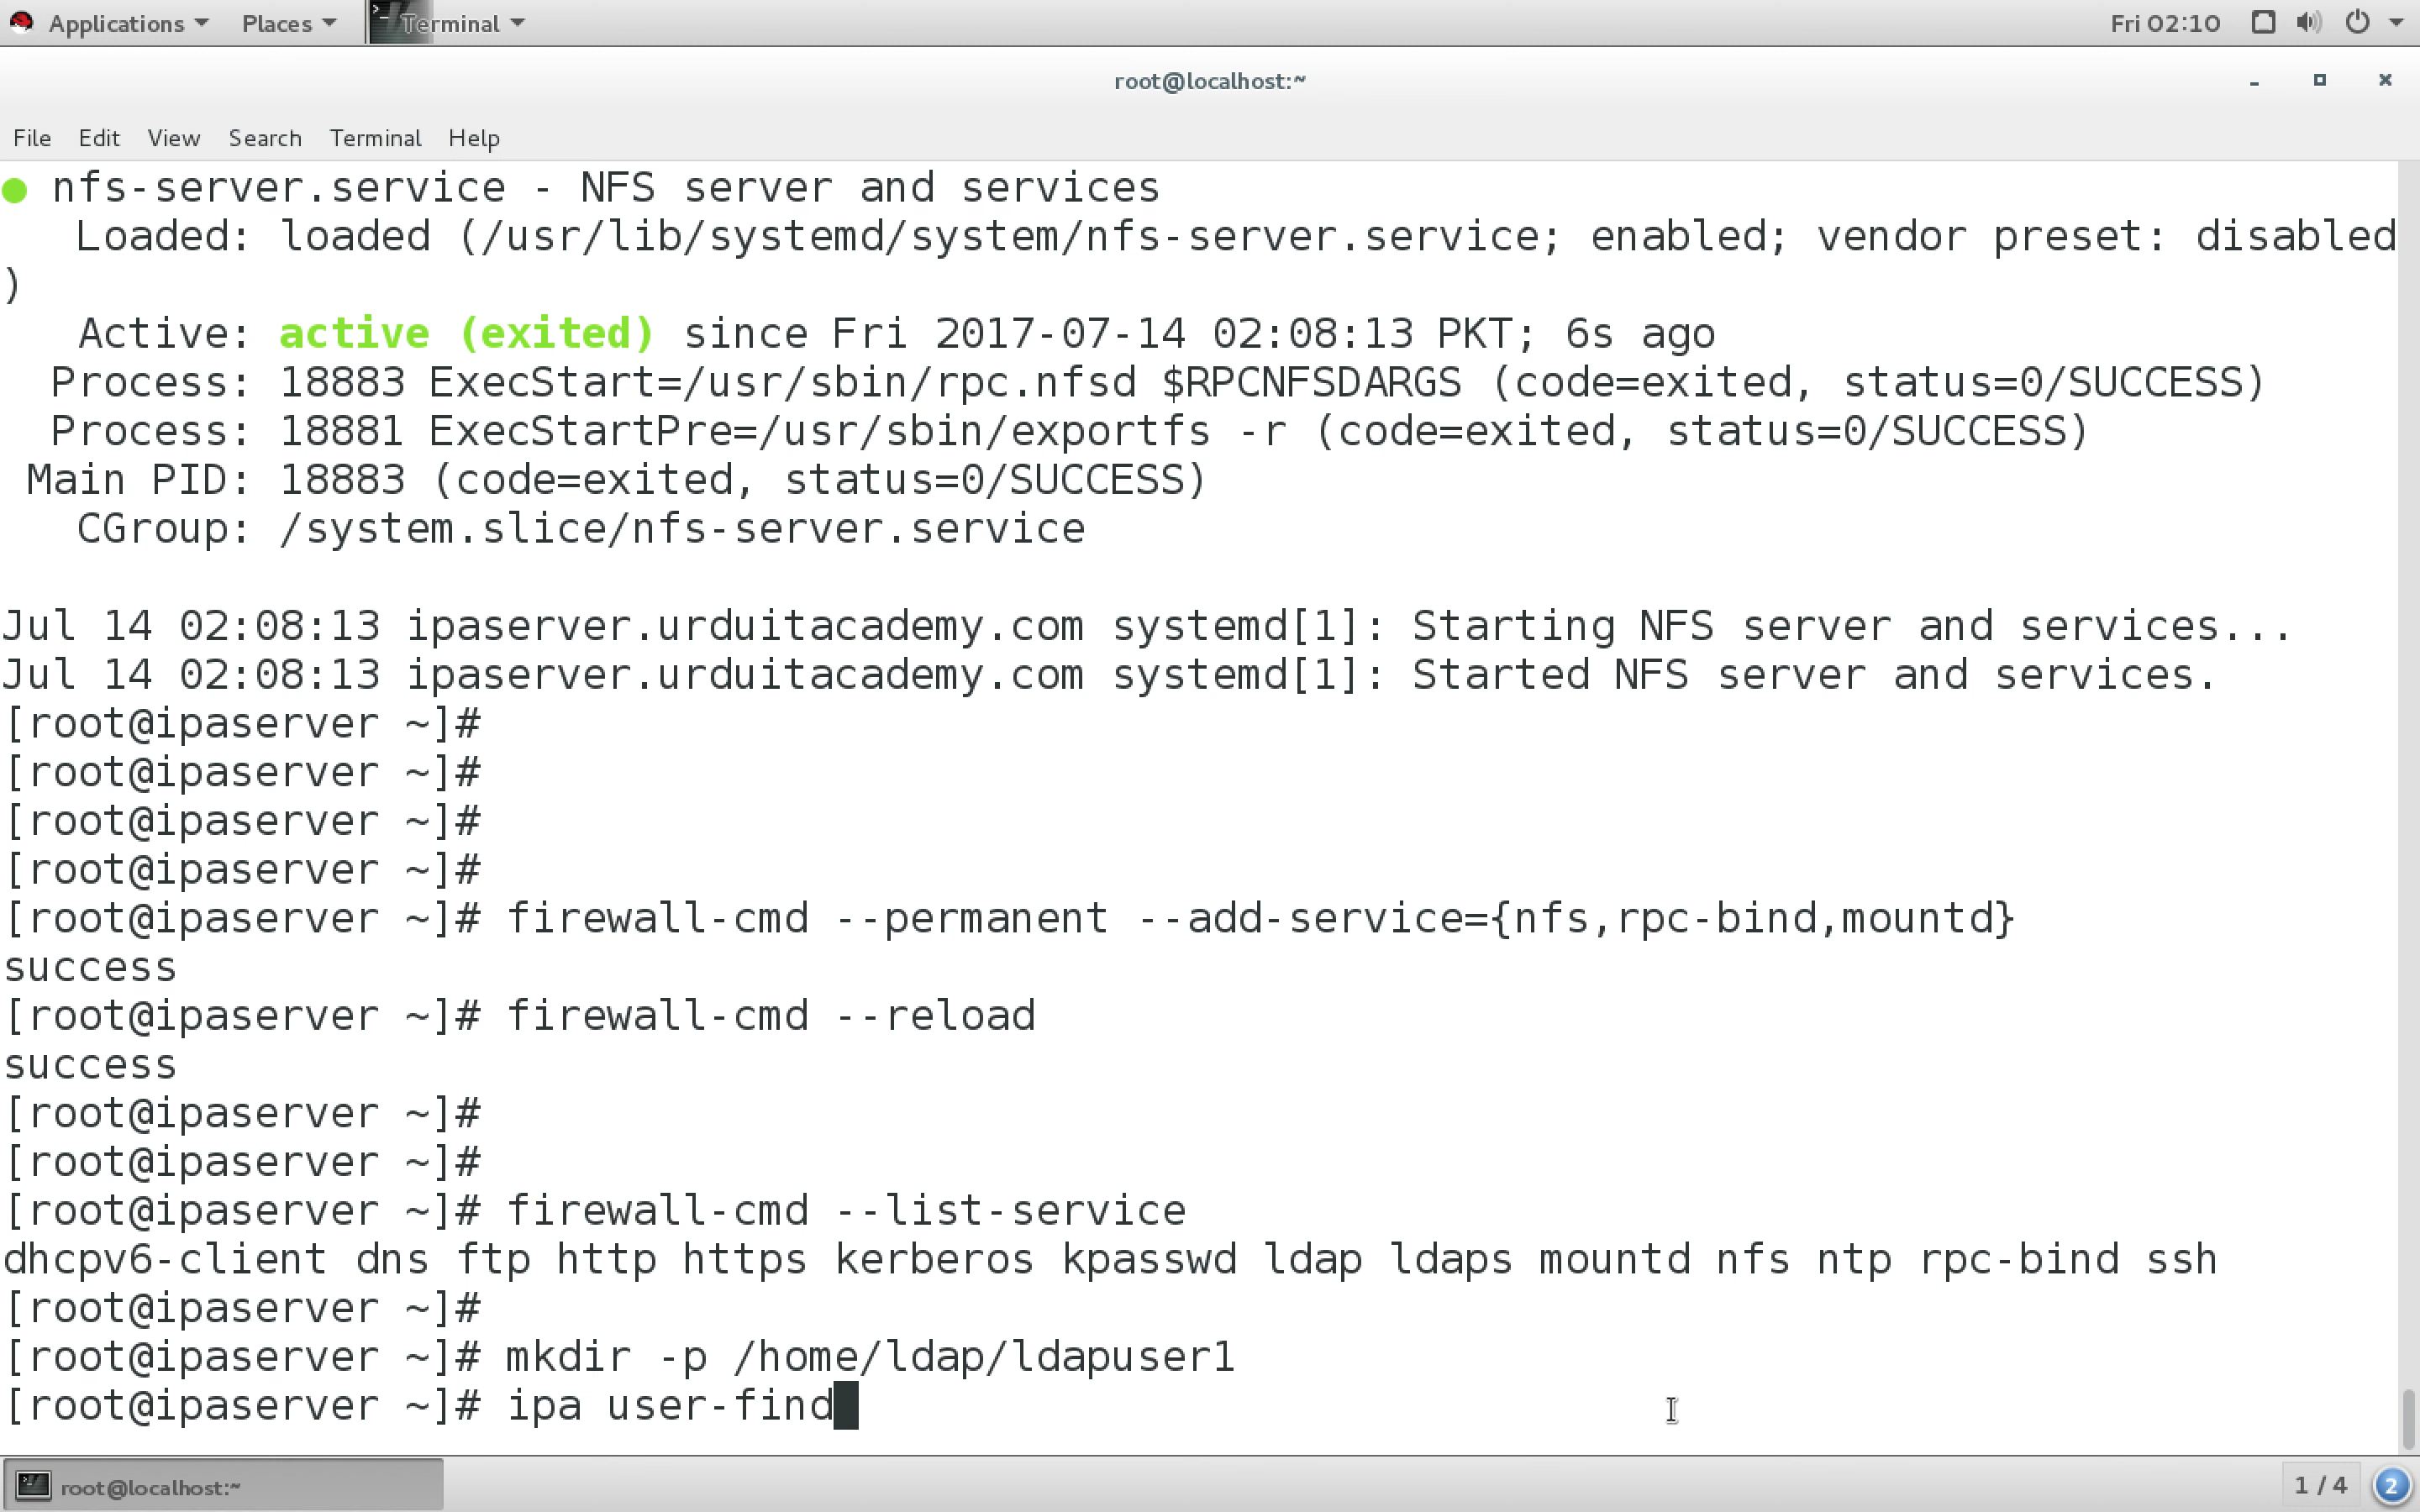 Applications Places Terminal Fri 02:10
root@localhost:~
File Edit View Search Terminal Help
● nfs-server.service - NFS server and services
   Loaded: loaded (/usr/lib/systemd/system/nfs-server.service; enabled; vendor preset: disabled
)
   Active: active (exited) since Fri 2017-07-14 02:08:13 PKT; 6s ago
  Process: 18883 ExecStart=/usr/sbin/rpc.nfsd $RPCNFSDARGS (code=exited, status=0/SUCCESS)
  Process: 18881 ExecStartPre=/usr/sbin/exportfs -r (code=exited, status=0/SUCCESS)
 Main PID: 18883 (code=exited, status=0/SUCCESS)
   CGroup: /system.slice/nfs-server.service
Jul 14 02:08:13 ipaserver.urduitacademy.com systemd[1]: Starting NFS server and services...
Jul 14 02:08:13 ipaserver.urduitacademy.com systemd[1]: Started NFS server and services.
[root@ipaserver ~]#
[root@ipaserver ~]#
[root@ipaserver ~]#
[root@ipaserver ~]#
[root@ipaserver ~]# firewall-cmd --permanent --add-service={nfs,rpc-bind,mountd}
success
[root@ipaserver ~]# firewall-cmd --reload
success
[root@ipaserver ~]#
[root@ipaserver ~]#
[root@ipaserver ~]# firewall-cmd --list-service
dhcpv6-client dns ftp http https kerberos kpasswd ldap ldaps mountd nfs ntp rpc-bind ssh
[root@ipaserver ~]#
[root@ipaserver ~]# mkdir -p /home/ldap/ldapuser1
[root@ipaserver ~]# ipa user-find
root@localhost:~ 1 / 4 2